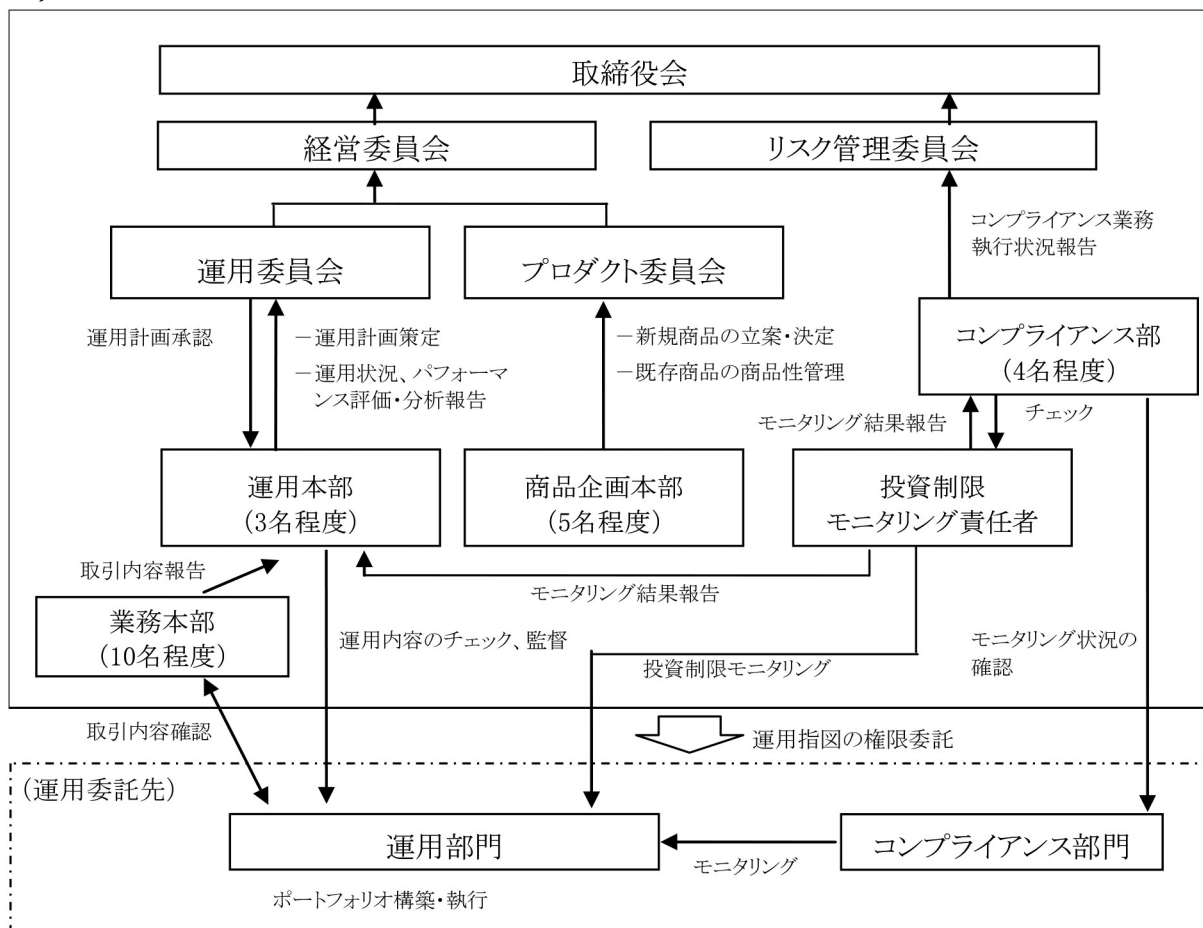 取締役会
経営委員会
リスク管理委員会
コンプライアンス業務
執行状況報告
運用委員会
プロダクト委員会
運用計画承認
－運用計画策定
－運用状況、パフォーマ
ンス評価・分析報告
－新規商品の立案・決定
－既存商品の商品性管理
コンプライアンス部
(4名程度)
モニタリング結果報告
チェック
運用本部
(3名程度)
商品企画本部
(5名程度)
投資制限
モニタリング責任者
取引内容報告
モニタリング結果報告
業務本部
(10名程度)
運用内容のチェック、監督
投資制限モニタリング
モニタリング状況の
確認
取引内容確認
運用指図の権限委託
(運用委託先)
運用部門
モニタリング
コンプライアンス部門
ポートフォリオ構築・執行